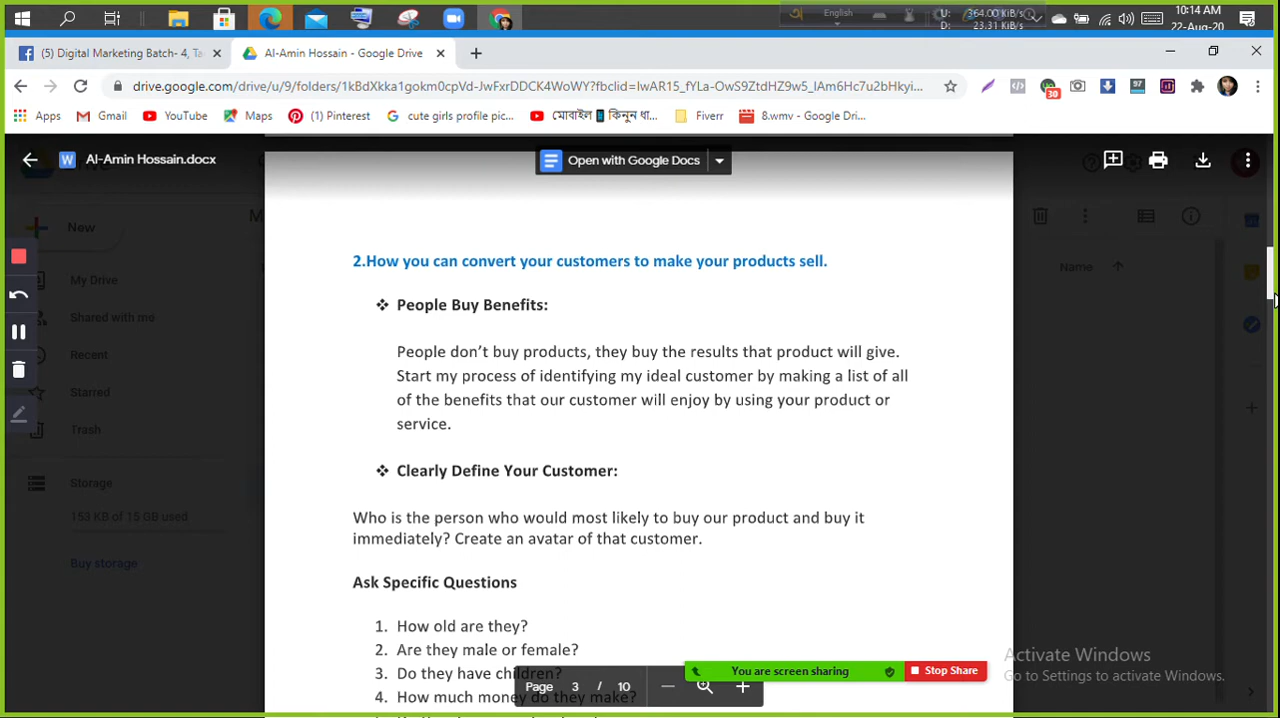 English
U: 364.00 KiB/s
D: 23.31 KiB/s
10:14 AM
22-Aug-20
(5) Digital Marketing Batch- 4, Ta
Al-Amin Hossain - Google Drive
drive.google.com/drive/u/9/folders/1kBdXkka1gokm0cpVd-JwFxrDDCK4WoWY?fbclid=IwAR15_fYLa-OwS9ZtdHZ9w5_IAm6Hc7u2bHkyi...
30
97
Apps
Gmail
YouTube
Maps
(1) Pinterest
cute girls profile pic...
মোবাইল কিনুন ধা...
Fiverr
8.wmv - Google Dri...
W
Al-Amin Hossain.docx
Open with Google Docs
New
M
My Drive
Shared with me
Recent
Starred
Trash
Storage
153 KB of 15 GB used
Buy storage
Name
2.How you can convert your customers to make your products sell.
❖ People Buy Benefits:
People don't buy products, they buy the results that product will give.
Start my process of identifying my ideal customer by making a list of all
of the benefits that our customer will enjoy by using your product or
service.
❖ Clearly Define Your Customer:
Who is the person who would most likely to buy our product and buy it
immediately? Create an avatar of that customer.
Ask Specific Questions
1. How old are they?
2. Are they male or female?
3. Do they have children?
4. How much money do they make?
Page 3 / 10
You are screen sharing
Stop Share
Activate Windows
Go to Settings to activate Windows.